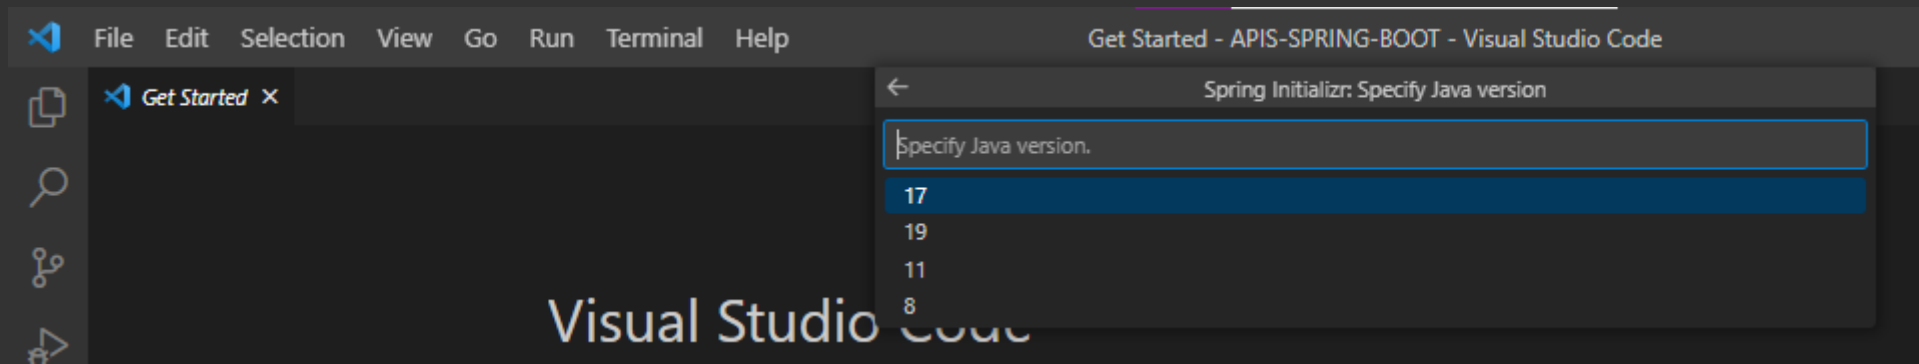 File Edit Selection View Go Run Terminal Help
Get Started - APIS-SPRING-BOOT - Visual Studio Code
Get Started
Spring Initializr: Specify Java version
Specify Java version.
17
19
11
8
Visual Studio Code